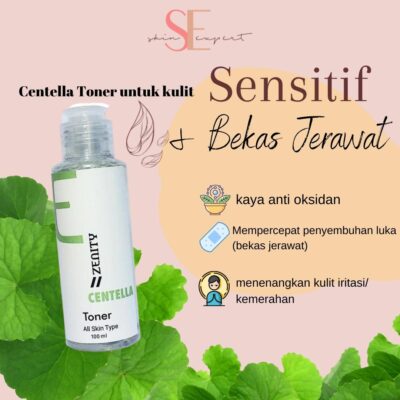 SE
skin expert
Centella Toner untuk kulit
Sensitif
& Bekas Jerawat
kaya anti oksidan
Mempercepat penyembuhan luka
(bekas jerawat)
menenangkan kulit iritasi/
kemerahan
ZENITY
CENTELLA
Toner
All Skin Type
100 ml